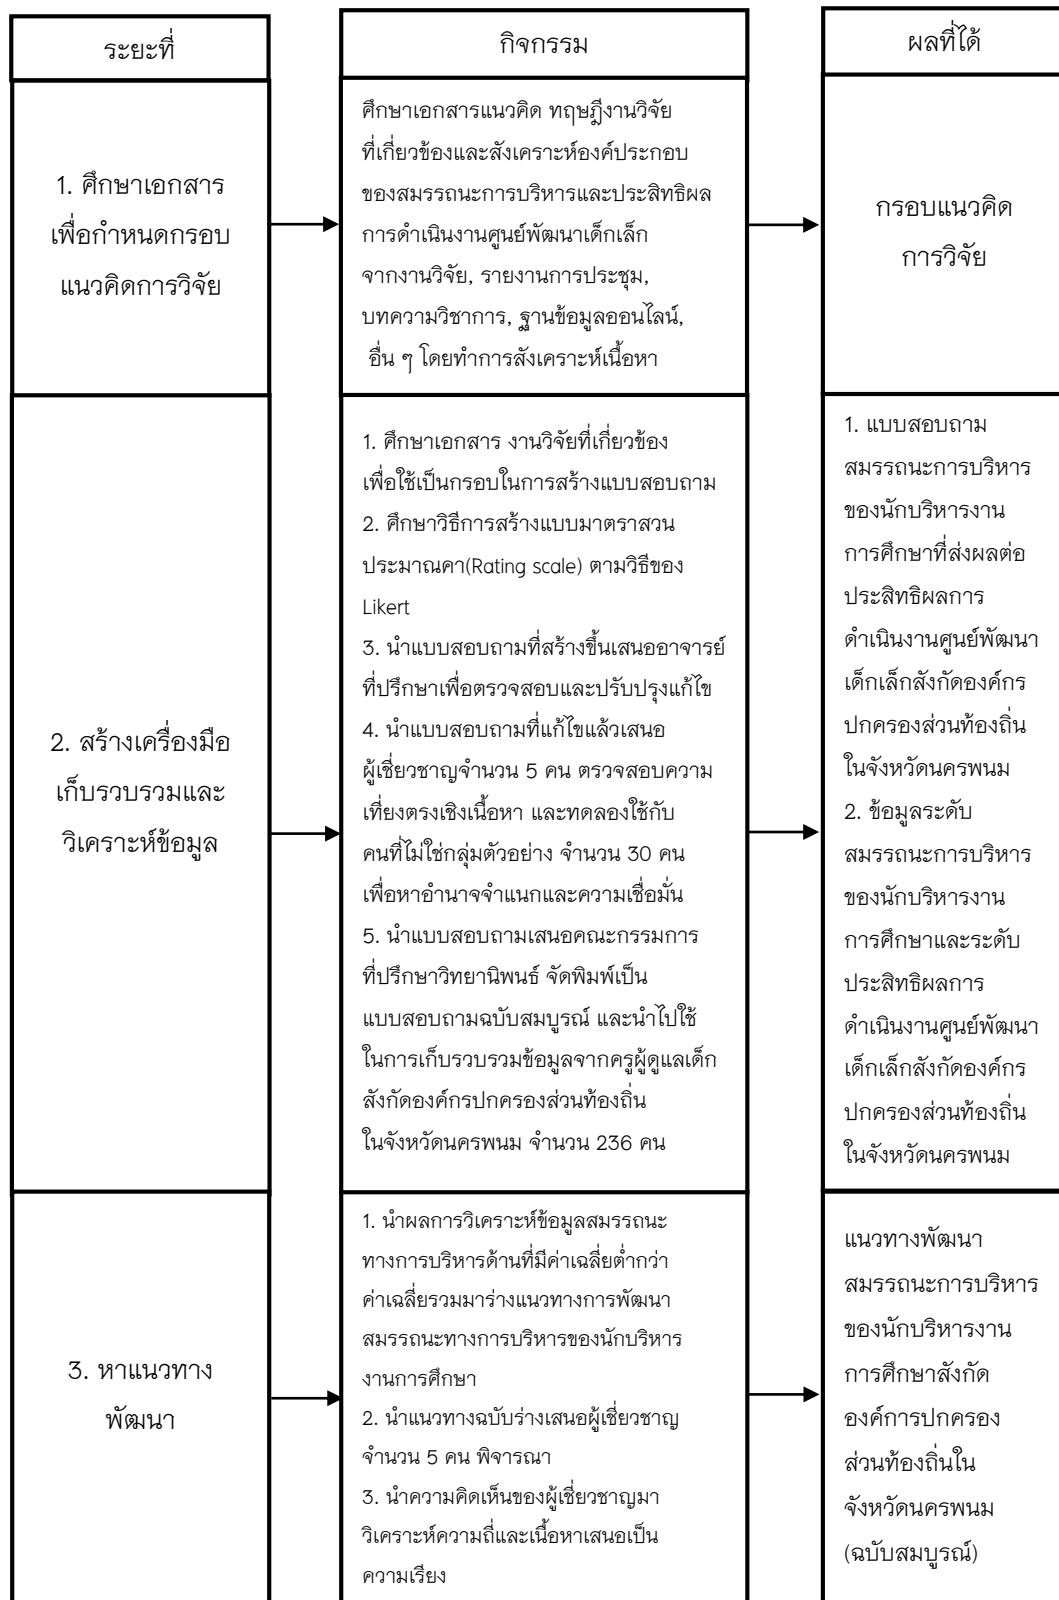 ระยะที่
กิจกรรม
ผลที่ได้
1. ศึกษาเอกสาร
เพื่อกำหนดกรอบ
แนวคิดการวิจัย
ศึกษาเอกสารแนวคิด ทฤษฎีงานวิจัย
ที่เกี่ยวข้องและสังเคราะห์องค์ประกอบ
ของสมรรถนะการบริหารและประสิทธิผล
การดำเนินงานศูนย์พัฒนาเด็กเล็ก
จากงานวิจัย, รายงานการประชุม,
บทความวิชาการ, ฐานข้อมูลออนไลน์,
อื่น ๆ โดยทำการสังเคราะห์เนื้อหา
กรอบแนวคิด
การวิจัย
2. สร้างเครื่องมือ
เก็บรวบรวมและ
วิเคราะห์ข้อมูล
1. ศึกษาเอกสาร งานวิจัยที่เกี่ยวข้อง
เพื่อใช้เป็นกรอบในการสร้างแบบสอบถาม
2. ศึกษาวิธีการสร้างแบบมาตราสวน
ประมาณคา(Rating scale) ตามวิธีของ
Likert
3. นำแบบสอบถามที่สร้างขึ้นเสนออาจารย์
ที่ปรึกษาเพื่อตรวจสอบและปรับปรุงแก้ไข
4. นำแบบสอบถามที่แก้ไขแล้วเสนอ
ผู้เชี่ยวชาญจำนวน 5 คน ตรวจสอบความ
เที่ยงตรงเชิงเนื้อหา และทดลองใช้กับ
คนที่ไม่ใช่กลุ่มตัวอย่าง จำนวน 30 คน
เพื่อหาอำนาจจำแนกและความเชื่อมั่น
5. นำแบบสอบถามเสนอคณะกรรมการ
ที่ปรึกษาวิทยานิพนธ์ จัดพิมพ์เป็น
แบบสอบถามฉบับสมบูรณ์ และนำไปใช้
ในการเก็บรวบรวมข้อมูลจากครูผู้ดูแลเด็ก
สังกัดองค์กรปกครองส่วนท้องถิ่น
ในจังหวัดนครพนม จำนวน 236 คน
1. แบบสอบถาม
สมรรถนะการบริหาร
ของนักบริหารงาน
การศึกษาที่ส่งผลต่อ
ประสิทธิผลการ
ดำเนินงานศูนย์พัฒนา
เด็กเล็กสังกัดองค์กร
ปกครองส่วนท้องถิ่น
ในจังหวัดนครพนม
2. ข้อมูลระดับ
สมรรถนะการบริหาร
ของนักบริหารงาน
การศึกษาและระดับ
ประสิทธิผลการ
ดำเนินงานศูนย์พัฒนา
เด็กเล็กสังกัดองค์กร
ปกครองส่วนท้องถิ่น
ในจังหวัดนครพนม
3. หาแนวทาง
พัฒนา
1. นำผลการวิเคราะห์ข้อมูลสมรรถนะ
ทางการบริหารด้านที่มีค่าเฉลี่ยต่ำกว่า
ค่าเฉลี่ยรวมมาร่างแนวทางการพัฒนา
สมรรถนะทางการบริหารของนักบริหาร
งานการศึกษา
2. นำแนวทางฉบับร่างเสนอผู้เชี่ยวชาญ
จำนวน 5 คน พิจารณา
3. นำความคิดเห็นของผู้เชี่ยวชาญมา
วิเคราะห์ความถี่และเนื้อหาเสนอเป็น
ความเรียง
แนวทางพัฒนา
สมรรถนะการบริหาร
ของนักบริหารงาน
การศึกษาสังกัด
องค์การปกครอง
ส่วนท้องถิ่นใน
จังหวัดนครพนม
(ฉบับสมบูรณ์)